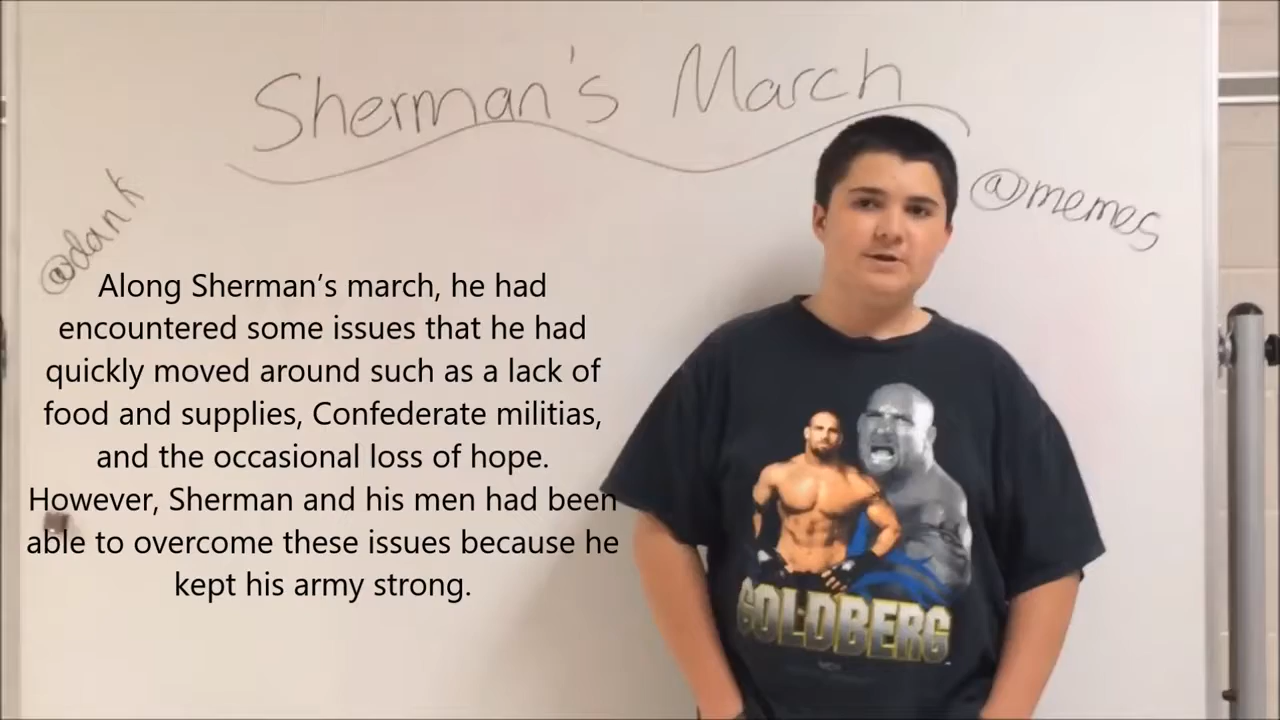 Sherman's March
@dank
@memes
Along Sherman's march, he had
encountered some issues that he had
quickly moved around such as a lack of
food and supplies, Confederate militias,
and the occasional loss of hope.
However, Sherman and his men had been
able to overcome these issues because he
kept his army strong.
GOLDBERG